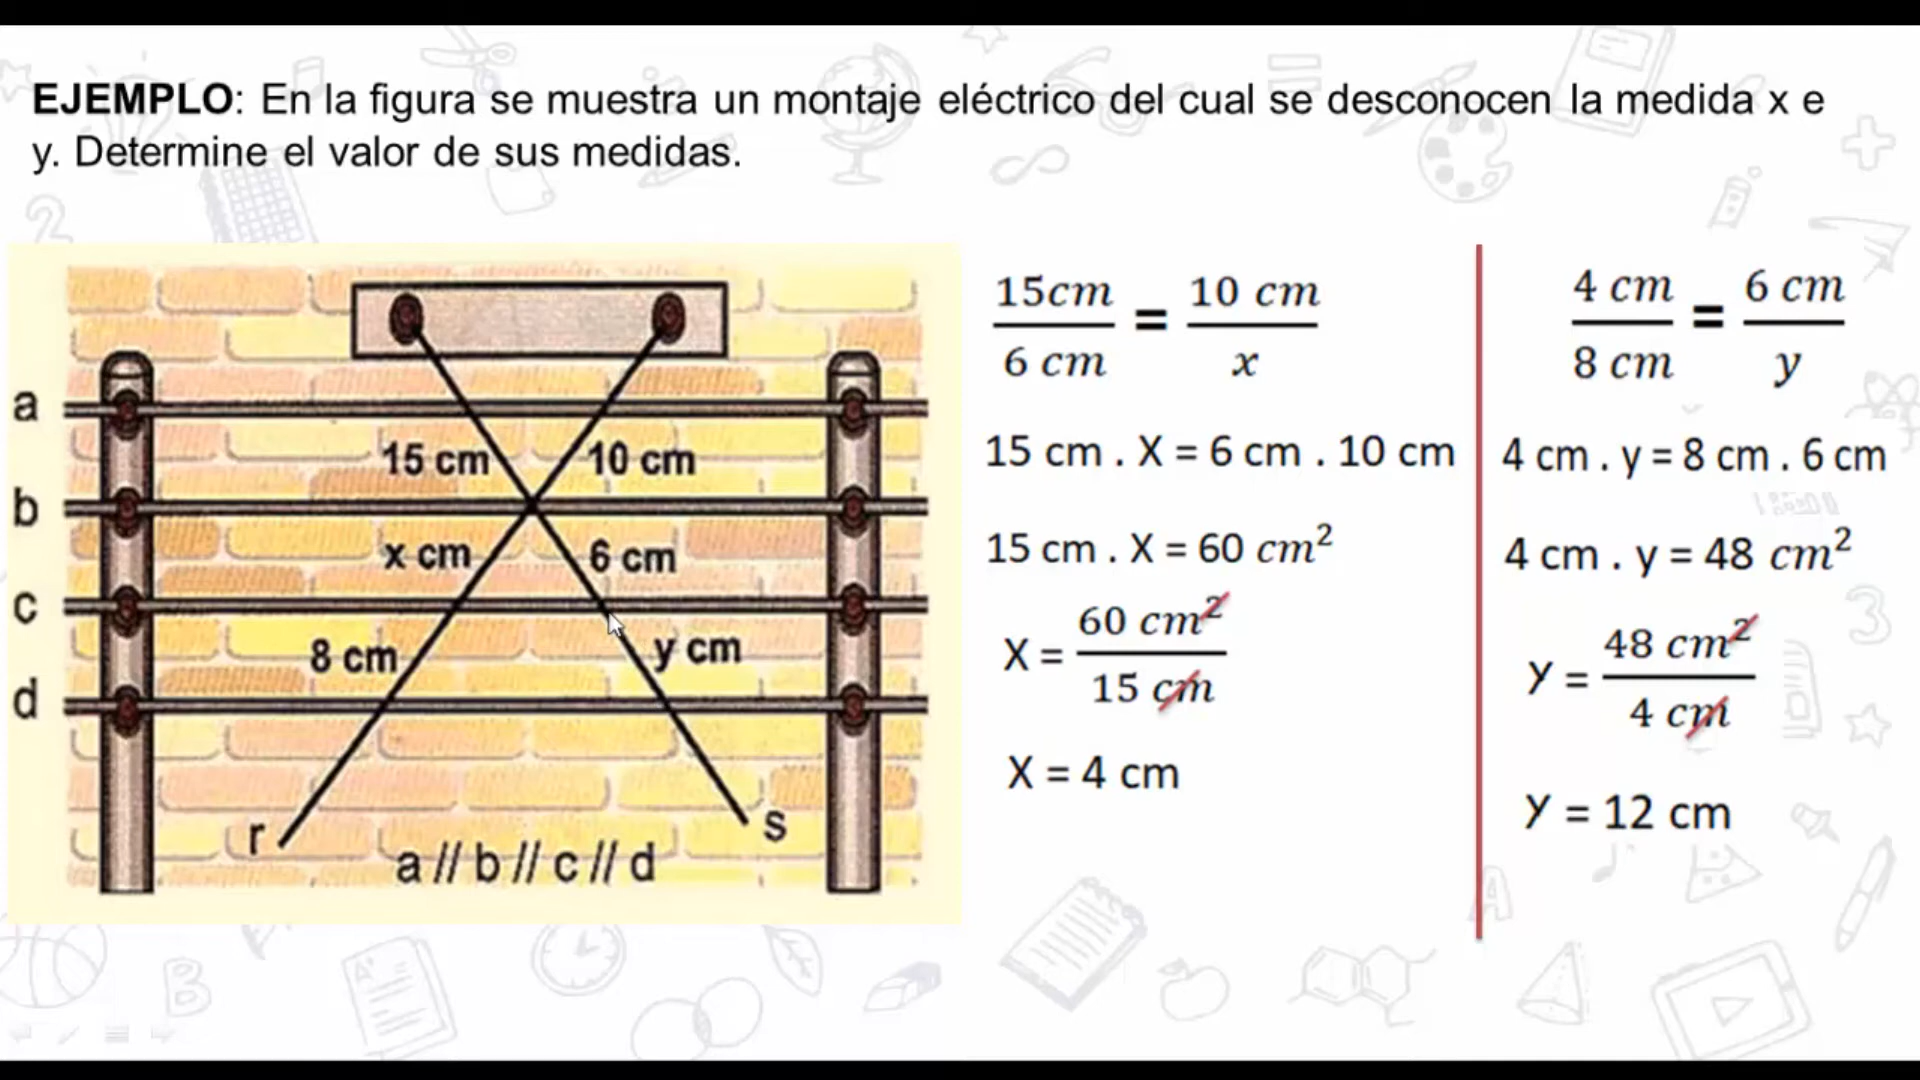 EJEMPLO: En la figura se muestra un montaje eléctrico del cual se desconocen la medida x e
y. Determine el valor de sus medidas.
a
15 cm 10 cm
b
x cm 6 cm
c
8 cm y cm
d
r s
a // b // c // d
15cm / 6 cm = 10 cm / x
15 cm . X = 6 cm . 10 cm
15 cm . X = 60 cm²
X = 60 cm² / 15 cm
X = 4 cm
4 cm / 8 cm = 6 cm / y
4 cm . y = 8 cm . 6 cm
4 cm . y = 48 cm²
Y = 48 cm² / 4 cm
Y = 12 cm